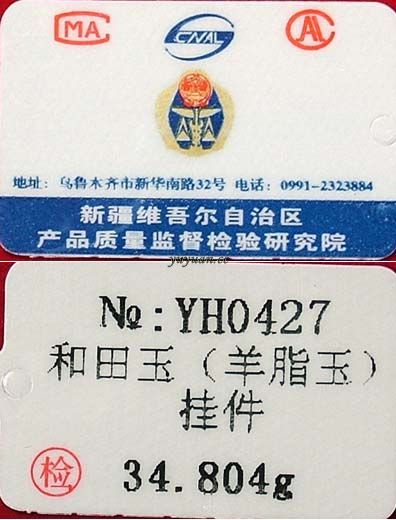 MA
CNAL
AL
地址: 乌鲁木齐市新华南路32号 电话: 0991-2323884
新疆维吾尔自治区
产品质量监督检验研究院
yuyuan.cc
№:YH0427
和田玉(羊脂玉)
挂件
检
34.804g